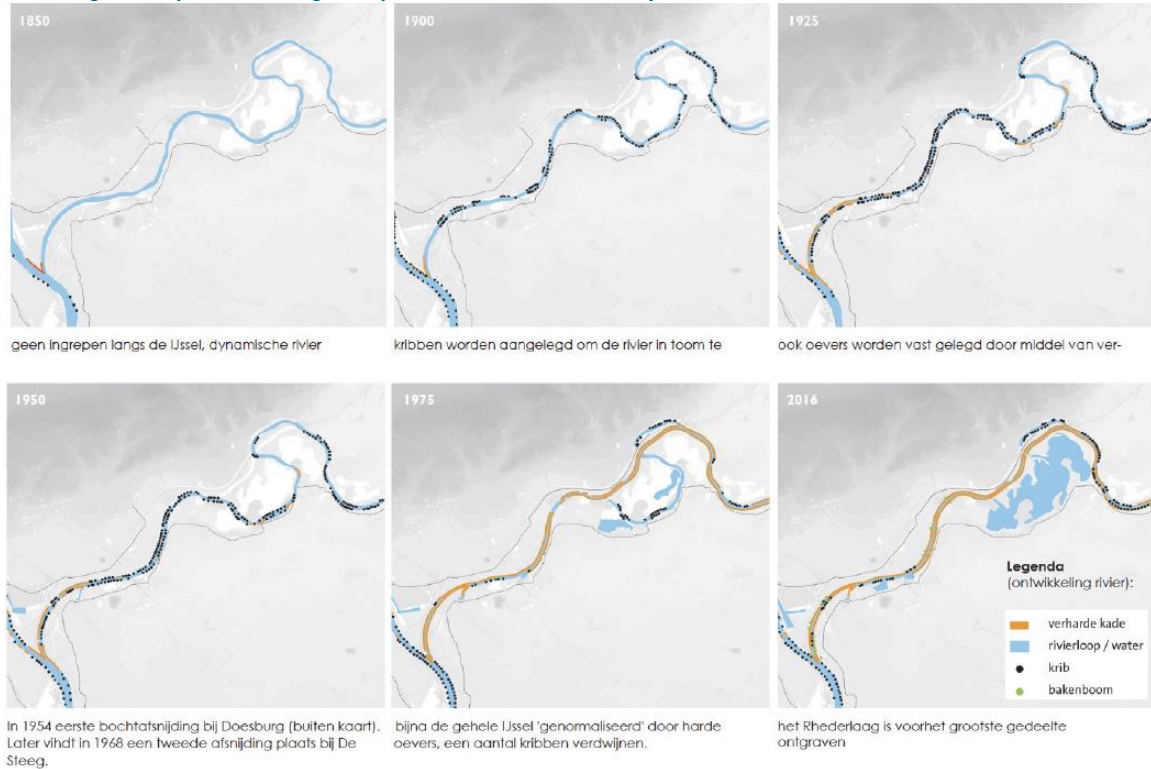 1850
1900
1925
geen ingrepen langs de IJssel, dynamische rivier
kribben worden aangelegd om de rivier in toom te
ook oevers worden vast gelegd door middel van ver-
1950
1975
2016
Legenda
(ontwikkeling rivier):
verharde kade
rivierloop / water
krib
bakenboom
In 1954 eerste bochtafsnijding bij Doesburg (buiten kaart).
Later vihdt in 1968 een tweede afsnijding plaats bij De
Steeg.
bijna de gehele IJssel 'genormaliseerd' door harde
oevers, een aantal kribben verdwijnen.
het Rhederlaag is voorhet grootste gedeelte
ontgraven